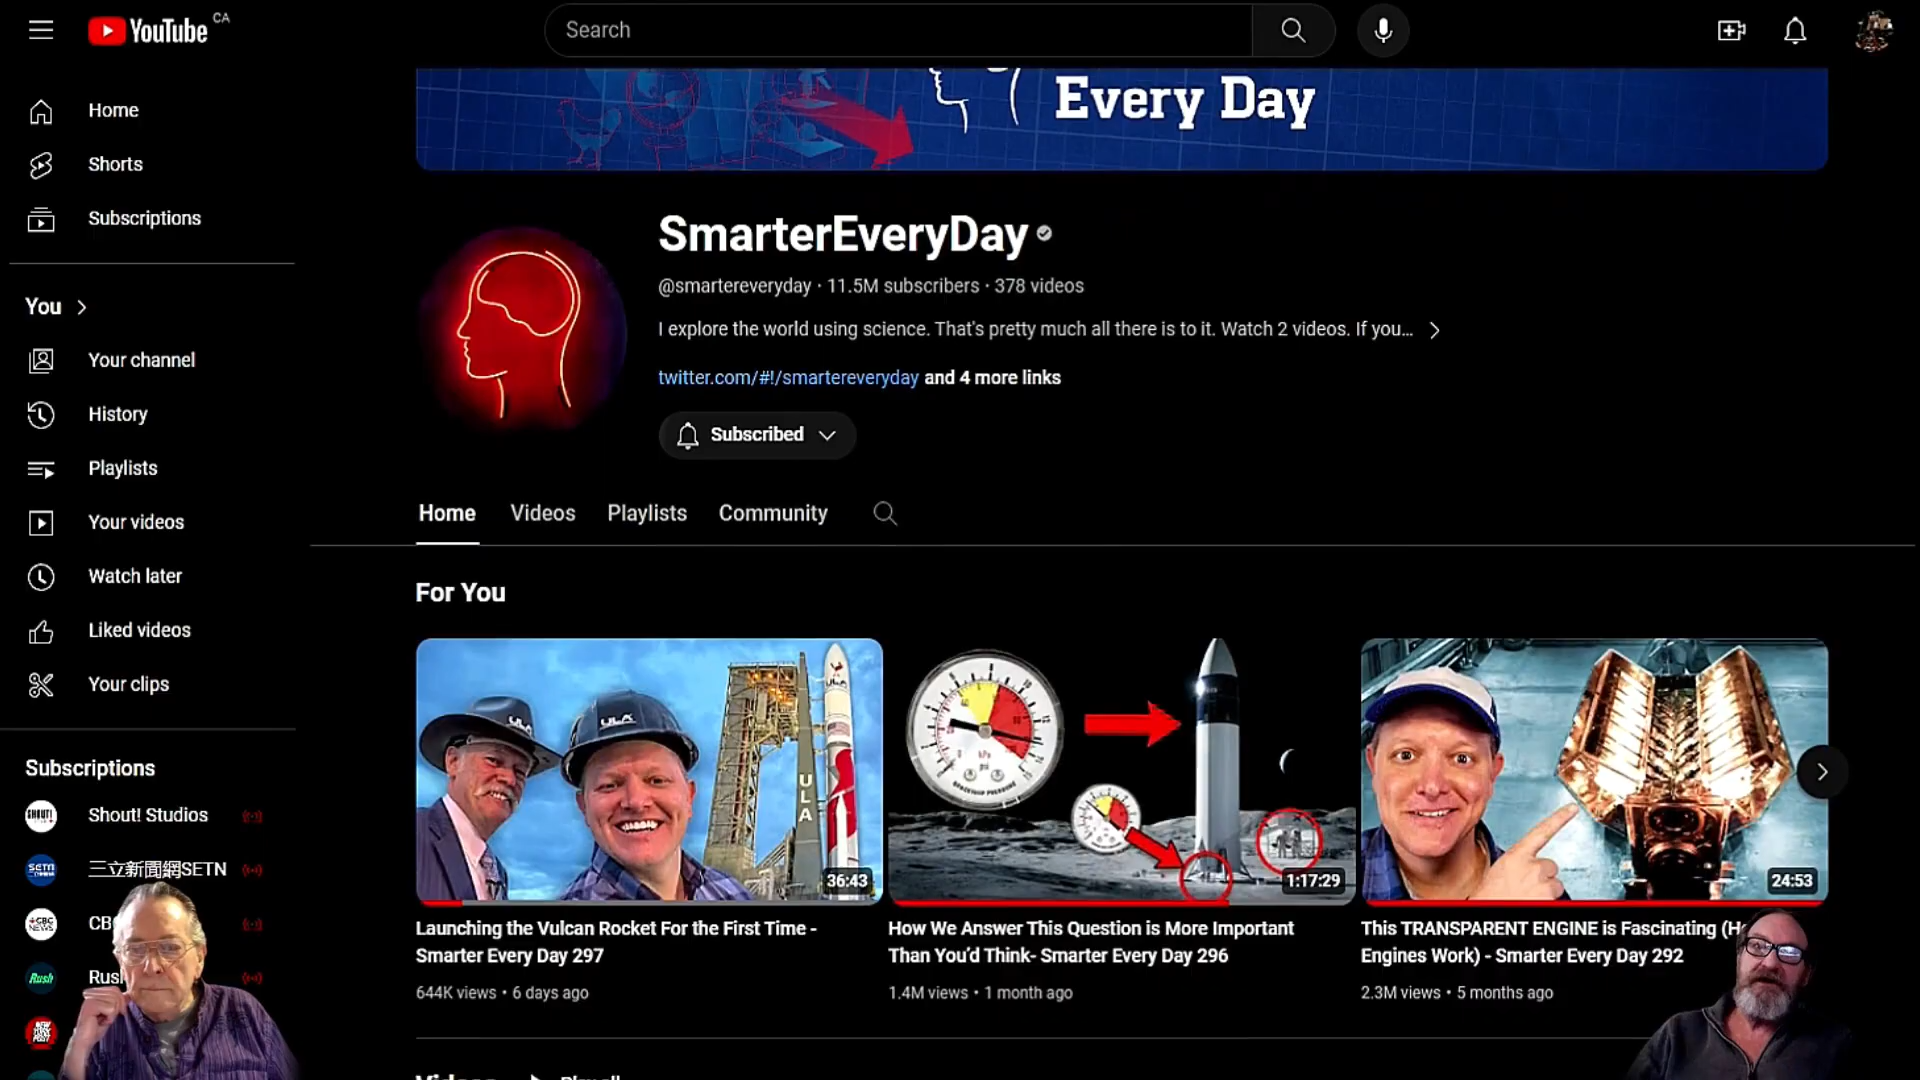 YouTube CA
Search
Home
Shorts
Subscriptions
You
Your channel
History
Playlists
Your videos
Watch later
Liked videos
Your clips
Subscriptions
Shout! Studios
三立新聞網SETN
Every Day
SmarterEveryDay
@smartereveryday · 11.5M subscribers · 378 videos
I explore the world using science. That's pretty much all there is to it. Watch 2 videos. If you...
twitter.com/#!/smartereveryday and 4 more links
Subscribed
Home Videos Playlists Community
For You
ULA
ULA
ULA
36:43
1:17:29
24:53
Launching the Vulcan Rocket For the First Time -
Smarter Every Day 297
644K views • 6 days ago
How We Answer This Question is More Important
Than You'd Think- Smarter Every Day 296
1.4M views • 1 month ago
This TRANSPARENT ENGINE is Fascinating
Engines Work) - Smarter Every Day 292
2.3M views • 5 months ago